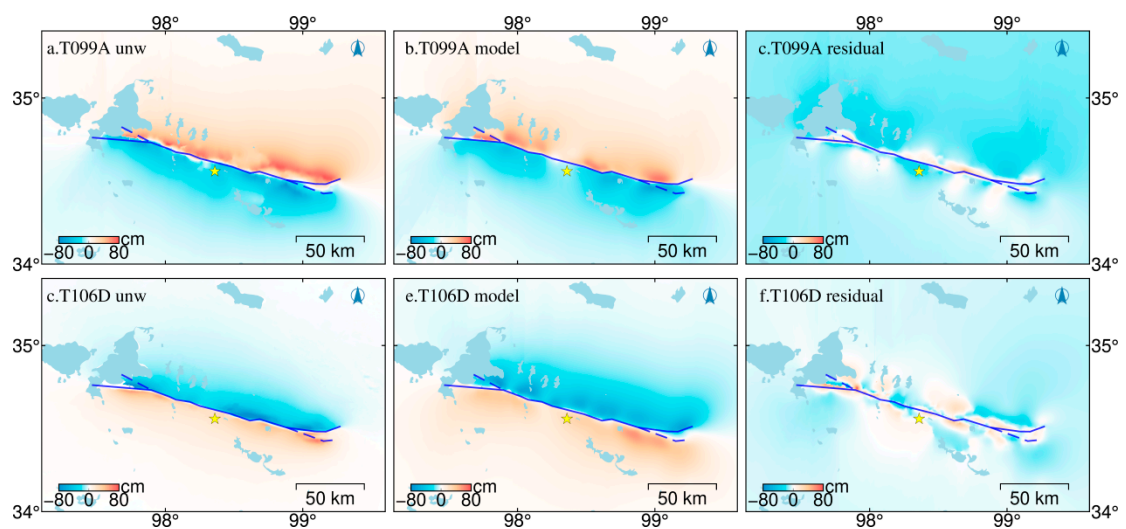 98° 99° 98° 99° 98° 99°
a.T099A unw b.T099A model c.T099A residual
35° 35°
cm cm cm
−80 0 80 50 km −80 0 80 50 km −80 0 80 50 km
34° 34°
c.T106D unw e.T106D model f.T106D residual
35° 35°
cm cm cm
−80 0 80 50 km −80 0 80 50 km −80 0 80 50 km
34° 34°
98° 99° 98° 99° 98° 99°